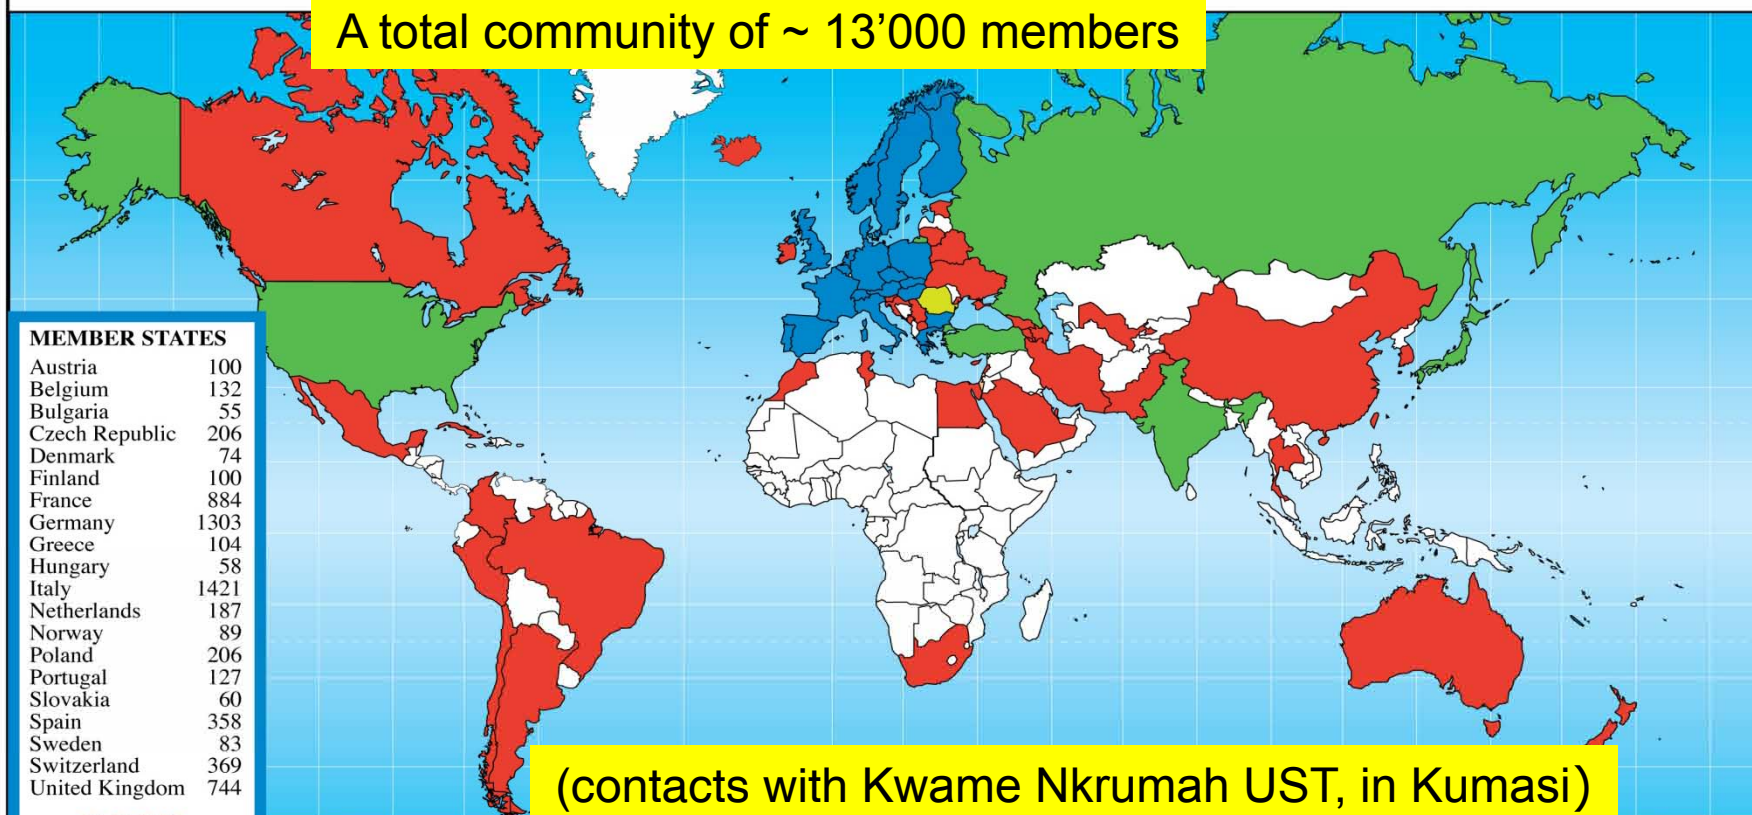 A total community of ~ 13’000 members
MEMBER STATES
Austria 100
Belgium 132
Bulgaria 55
Czech Republic 206
Denmark 74
Finland 100
France 884
Germany 1303
Greece 104
Hungary 58
Italy 1421
Netherlands 187
Norway 89
Poland 206
Portugal 127
Slovakia 60
Spain 358
Sweden 83
Switzerland 369
United Kingdom 744
(contacts with Kwame Nkrumah UST, in Kumasi)